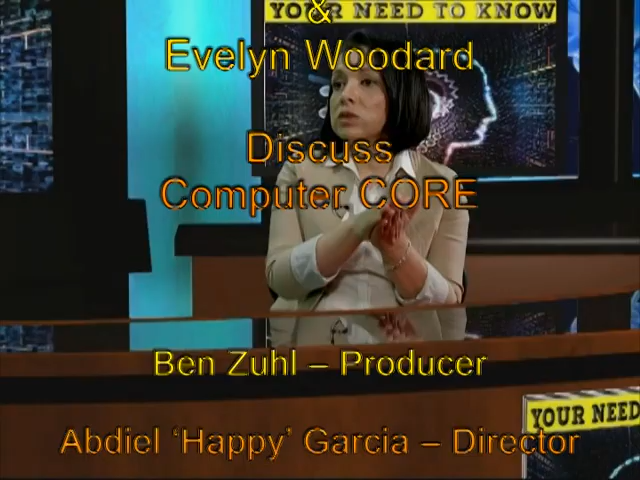 YOUR NEED TO KNOW
&
Evelyn Woodard
Discuss
Computer CORE
Ben Zuhl – Producer
YOUR NEED
Abdiel ‘Happy’ Garcia – Director